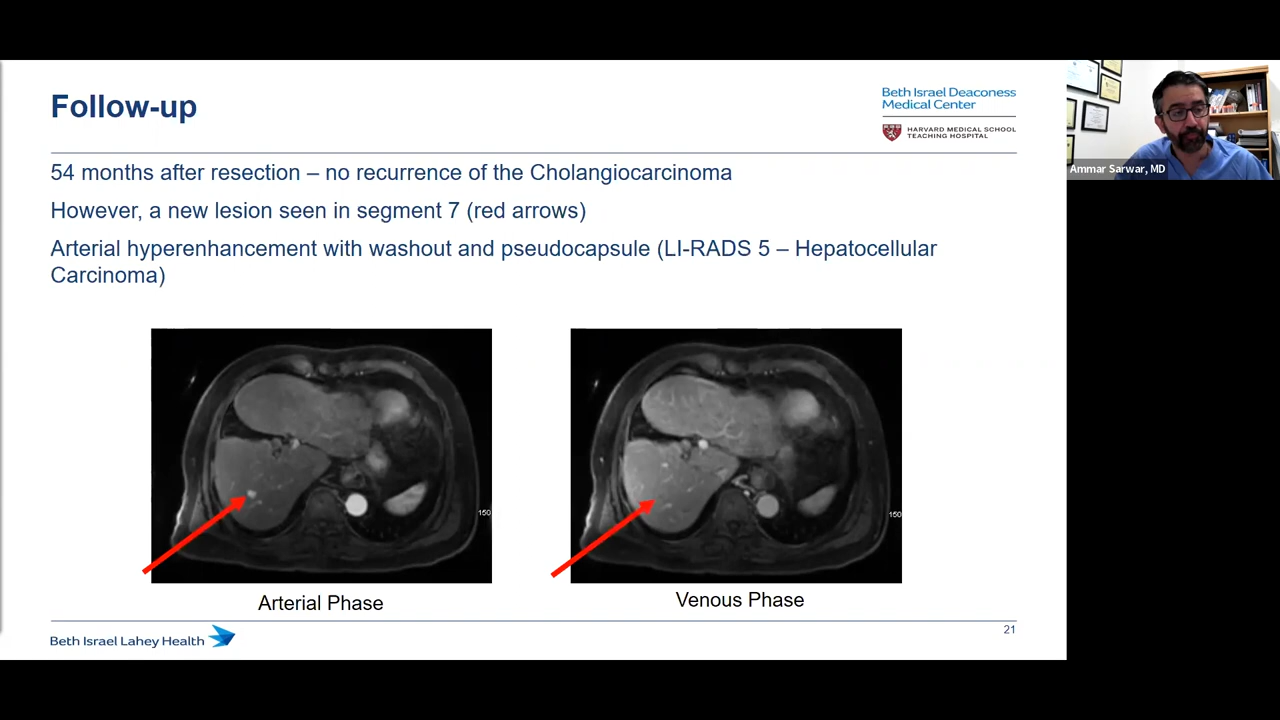 Follow-up
Beth Israel Deaconess
Medical Center
HARVARD MEDICAL SCHOOL
TEACHING HOSPITAL
54 months after resection – no recurrence of the Cholangiocarcinoma
However, a new lesion seen in segment 7 (red arrows)
Arterial hyperenhancement with washout and pseudocapsule (LI-RADS 5 – Hepatocellular
Carcinoma)
150
150
Arterial Phase
Venous Phase
Beth Israel Lahey Health
21
Ammar Sarwar, MD